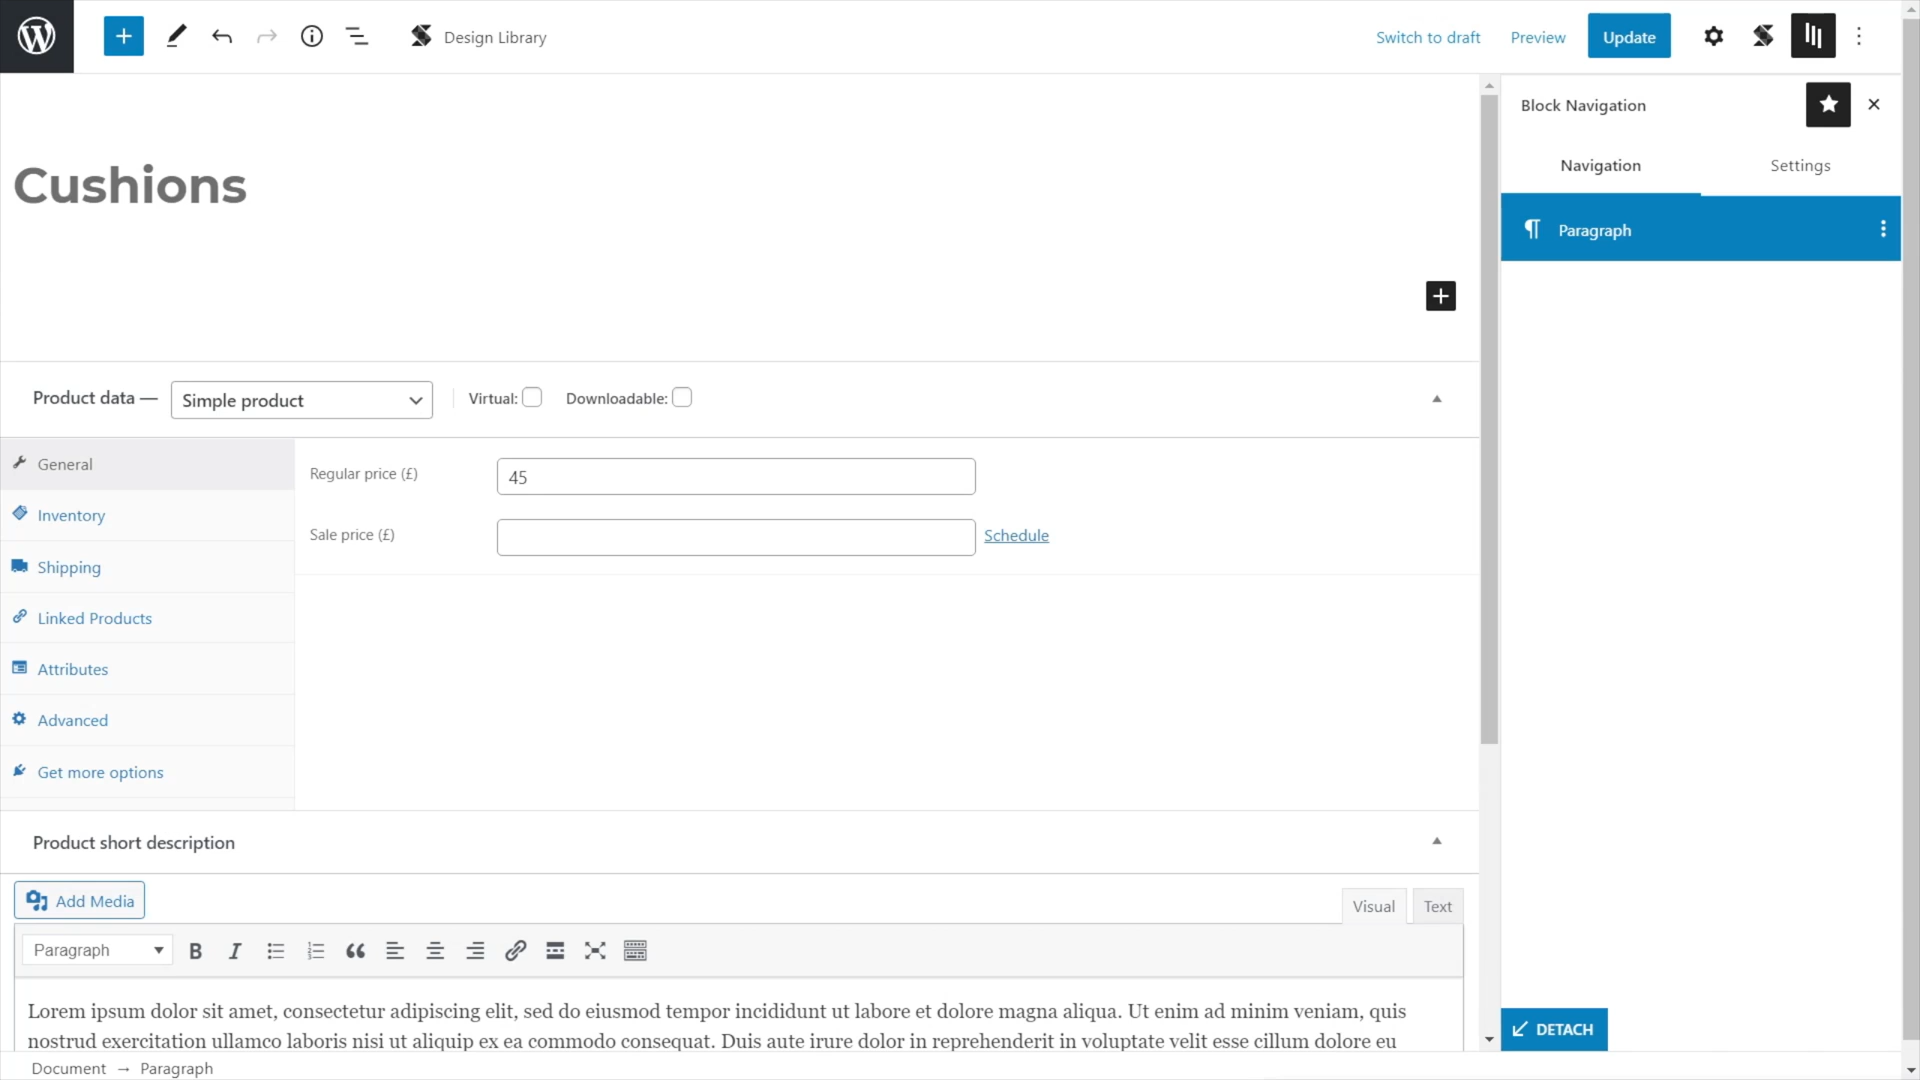 Design Library
Switch to draft
Preview
Update
Block Navigation
Navigation
Settings
Paragraph
Cushions
Product data —
Simple product
Virtual:
Downloadable:
General
Inventory
Shipping
Linked Products
Attributes
Advanced
Get more options
Regular price (£)
45
Sale price (£)
Schedule
Product short description
Add Media
Visual
Text
Paragraph
B I
Lorem ipsum dolor sit amet, consectetur adipiscing elit, sed do eiusmod tempor incididunt ut labore et dolore magna aliqua. Ut enim ad minim veniam, quis
nostrud exercitation ullamco laboris nisi ut aliquip ex ea commodo consequat. Duis aute irure dolor in reprehenderit in voluptate velit esse cillum dolore eu
DETACH
Document → Paragraph